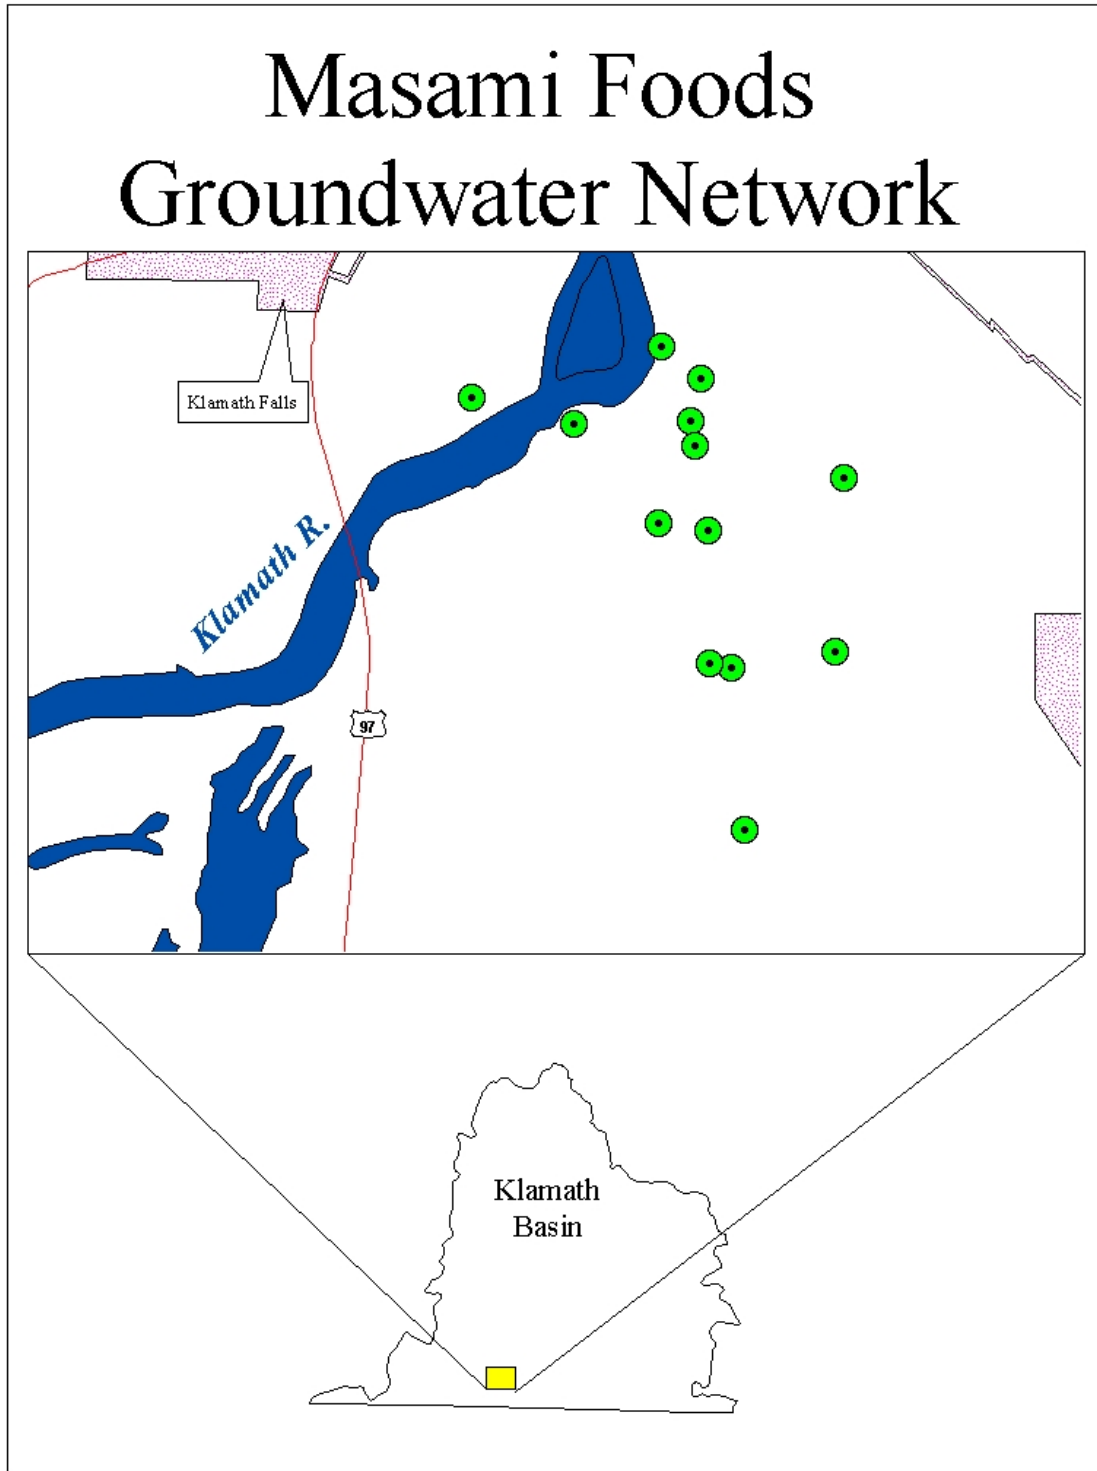 Masami Foods
Groundwater Network
Klamath Falls
Klamath R.
97
Klamath
Basin